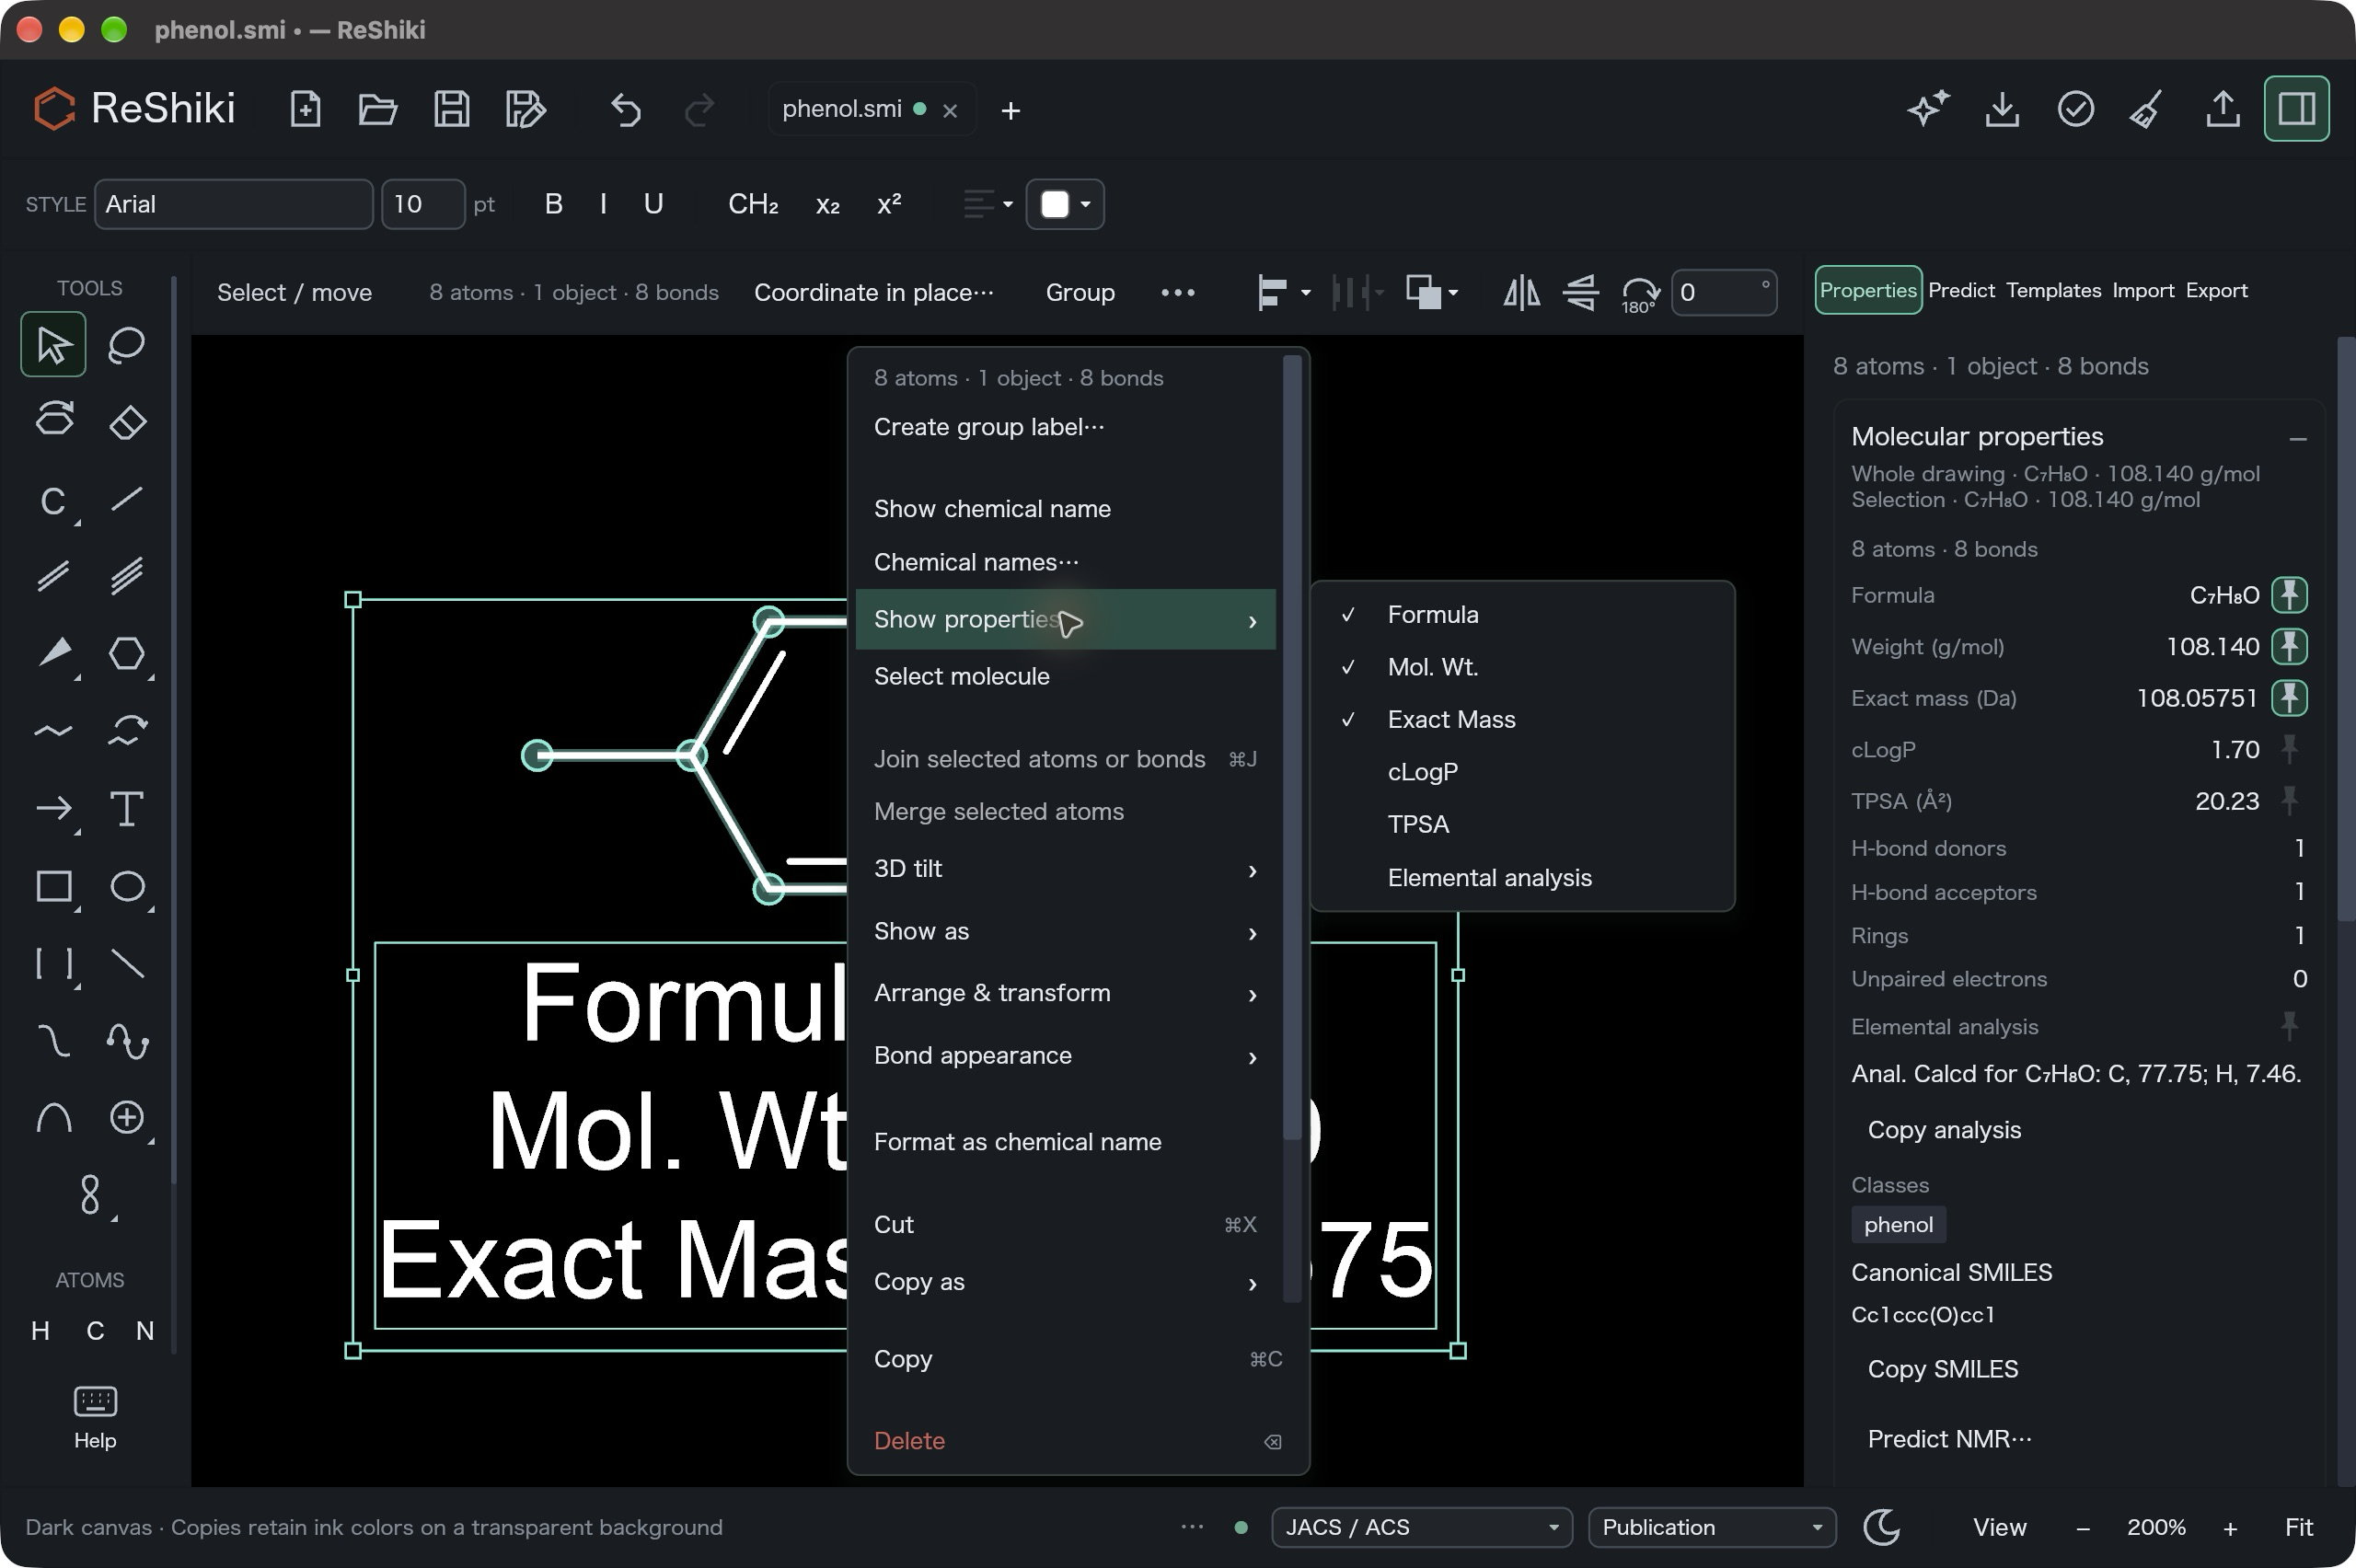 phenol.smi • — ReShiki
ReShiki
phenol.smi
STYLE Arial 10 pt B I U CH₂ x₂ x²
TOOLS
Select / move 8 atoms · 1 object · 8 bonds Coordinate in place⋯ Group 180° 0 °
Properties Predict Templates Import Export
C
T
ATOMS
H C N
Help
8 atoms · 1 object · 8 bonds
Create group label⋯
Show chemical name
Chemical names⋯
Show properties ›
Select molecule
Join selected atoms or bonds ⌘J
Merge selected atoms
3D tilt ›
Show as ›
Arrange & transform ›
Bond appearance ›
Format as chemical name
Cut ⌘X
Copy as ›
Copy ⌘C
Delete ⌫
✓ Formula
✓ Mol. Wt.
✓ Exact Mass
cLogP
TPSA
Elemental analysis
Formul
Mol. Wt
Exact Mas 75
8 atoms · 1 object · 8 bonds
Molecular properties –
Whole drawing · C₇H₈O · 108.140 g/mol
Selection · C₇H₈O · 108.140 g/mol
8 atoms · 8 bonds
Formula C₇H₈O
Weight (g/mol) 108.140
Exact mass (Da) 108.05751
cLogP 1.70
TPSA (Å²) 20.23
H-bond donors 1
H-bond acceptors 1
Rings 1
Unpaired electrons 0
Elemental analysis
Anal. Calcd for C₇H₈O: C, 77.75; H, 7.46.
Copy analysis
Classes
phenol
Canonical SMILES
Cc1ccc(O)cc1
Copy SMILES
Predict NMR⋯
Dark canvas · Copies retain ink colors on a transparent background ⋯ JACS / ACS Publication View − 200% + Fit